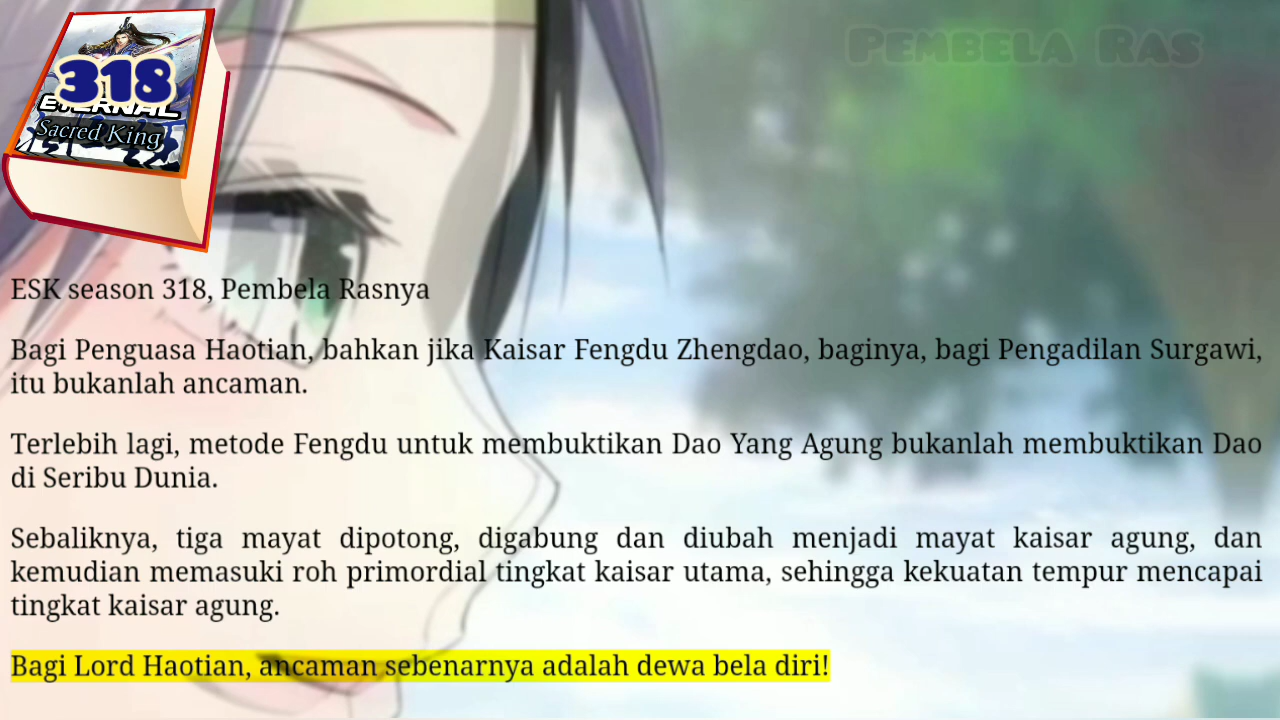 Pembela Ras
318
ETERNAL
Sacred King
ESK season 318, Pembela Rasnya
Bagi Penguasa Haotian, bahkan jika Kaisar Fengdu Zhengdao, baginya, bagi Pengadilan Surgawi,
itu bukanlah ancaman.
Terlebih lagi, metode Fengdu untuk membuktikan Dao Yang Agung bukanlah membuktikan Dao
di Seribu Dunia.
Sebaliknya, tiga mayat dipotong, digabung dan diubah menjadi mayat kaisar agung, dan
kemudian memasuki roh primordial tingkat kaisar utama, sehingga kekuatan tempur mencapai
tingkat kaisar agung.
Bagi Lord Haotian, ancaman sebenarnya adalah dewa bela diri!